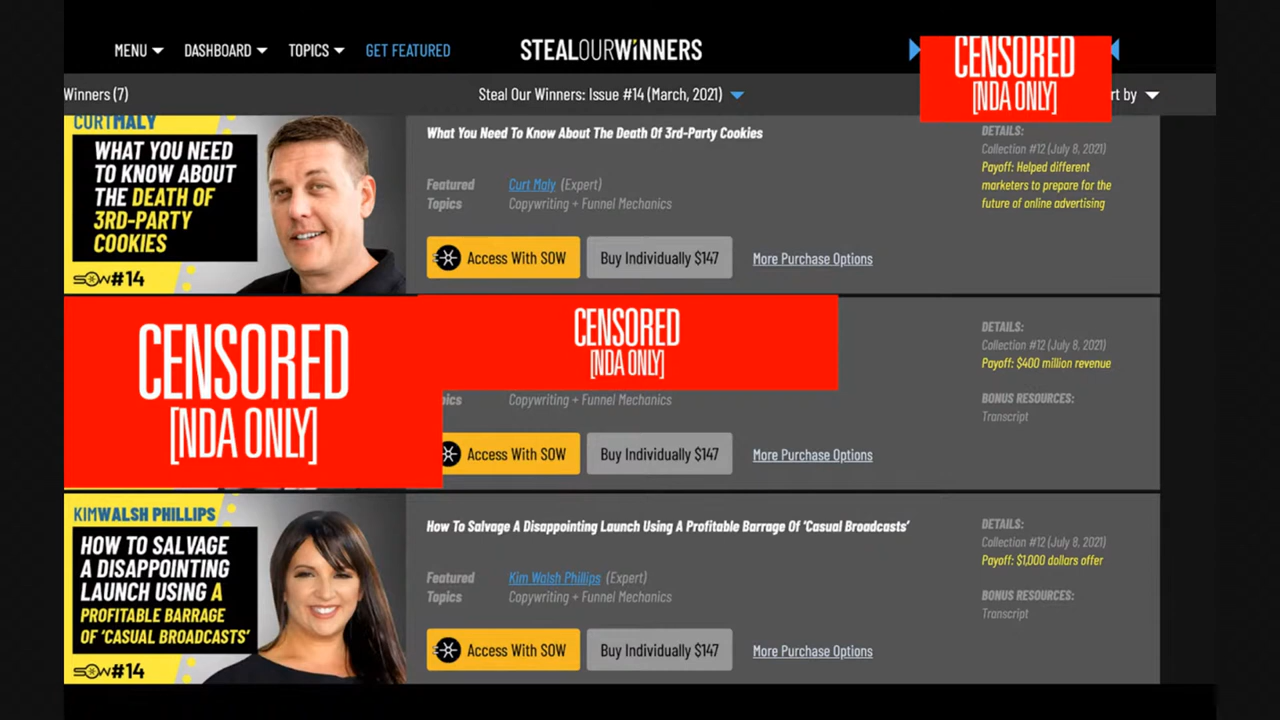 MENU DASHBOARD TOPICS GET FEATURED STEALOURWiNNERS
CENSORED
[NDA ONLY]
Winners (7) Steal Our Winners: Issue #14 (March, 2021) rt by
CURTMALY
WHAT YOU NEED
TO KNOW ABOUT
THE DEATH OF
3RD-PARTY
COOKIES
SOW#14
What You Need To Know About The Death Of 3rd-Party Cookies
Featured Curt Maly (Expert)
Topics Copywriting + Funnel Mechanics
Access With SOW Buy Individually $147 More Purchase Options
DETAILS:
Collection #12 (July 8, 2021)
Payoff: Helped different
marketers to prepare for the
future of online advertising
CENSORED
[NDA ONLY]
CENSORED
[NDA ONLY]
ics Copywriting + Funnel Mechanics
Access With SOW Buy Individually $147 More Purchase Options
DETAILS:
Collection #12 (July 8, 2021)
Payoff: $400 million revenue
BONUS RESOURCES:
Transcript
KIMWALSH PHILLIPS
HOW TO SALVAGE
A DISAPPOINTING
LAUNCH USING A
PROFITABLE BARRAGE
OF ‘CASUAL BROADCASTS’
SOW#14
How To Salvage A Disappointing Launch Using A Profitable Barrage Of ‘Casual Broadcasts’
Featured Kim Walsh Phillips (Expert)
Topics Copywriting + Funnel Mechanics
Access With SOW Buy Individually $147 More Purchase Options
DETAILS:
Collection #12 (July 8, 2021)
Payoff: $1,000 dollars offer
BONUS RESOURCES:
Transcript